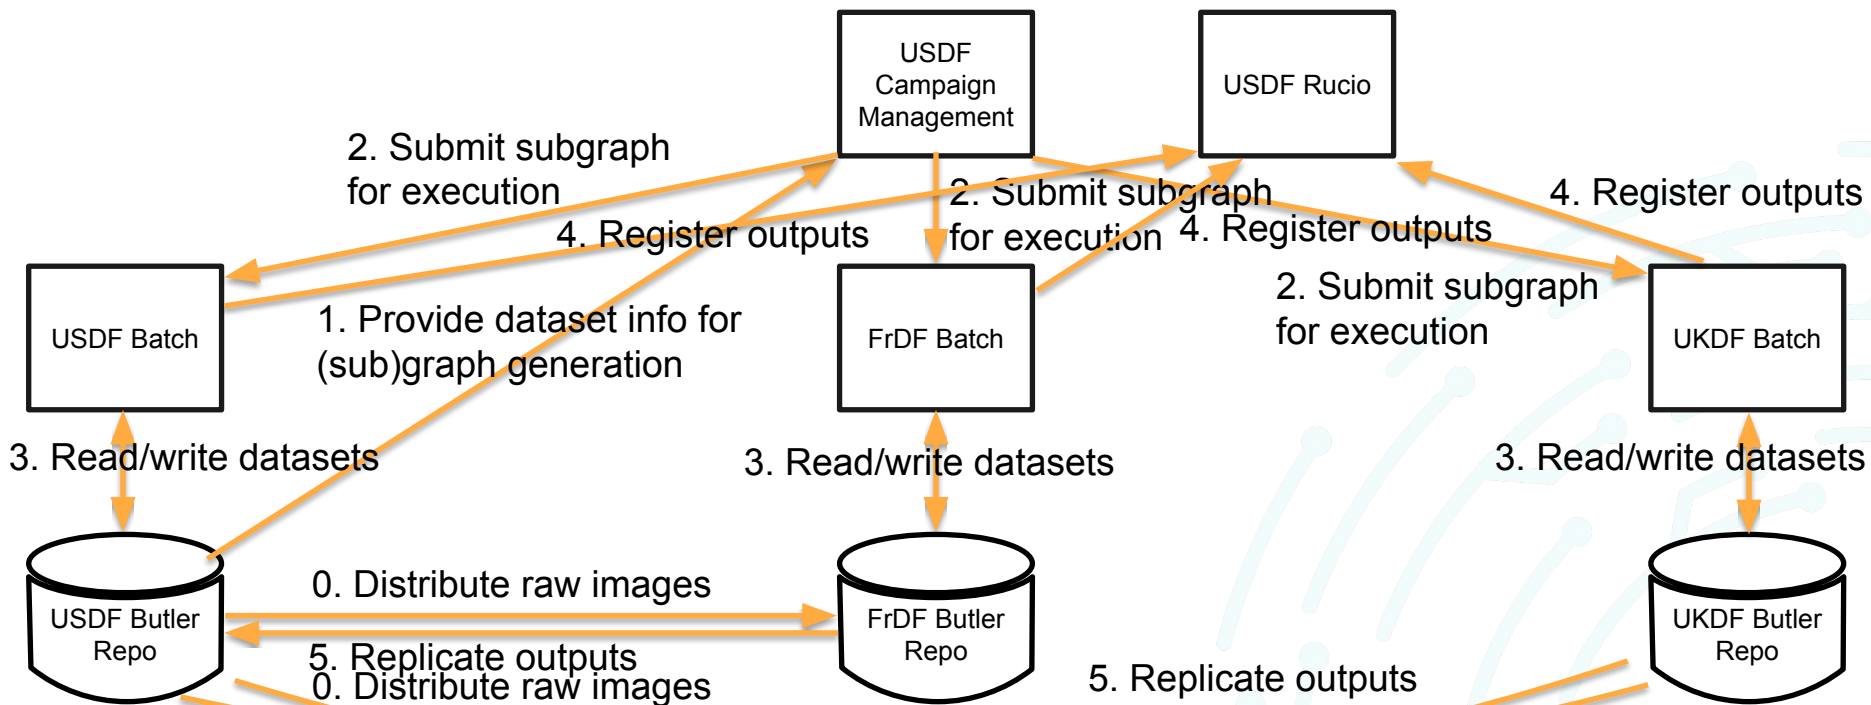 USDF
Campaign
Management
USDF Rucio
2. Submit subgraph
for execution
2. Submit subgraph
for execution
4. Register outputs
4. Register outputs
4. Register outputs
2. Submit subgraph
for execution
1. Provide dataset info for
(sub)graph generation
USDF Batch
FrDF Batch
UKDF Batch
3. Read/write datasets
3. Read/write datasets
3. Read/write datasets
0. Distribute raw images
USDF Butler
Repo
FrDF Butler
Repo
UKDF Butler
Repo
5. Replicate outputs
0. Distribute raw images
5. Replicate outputs